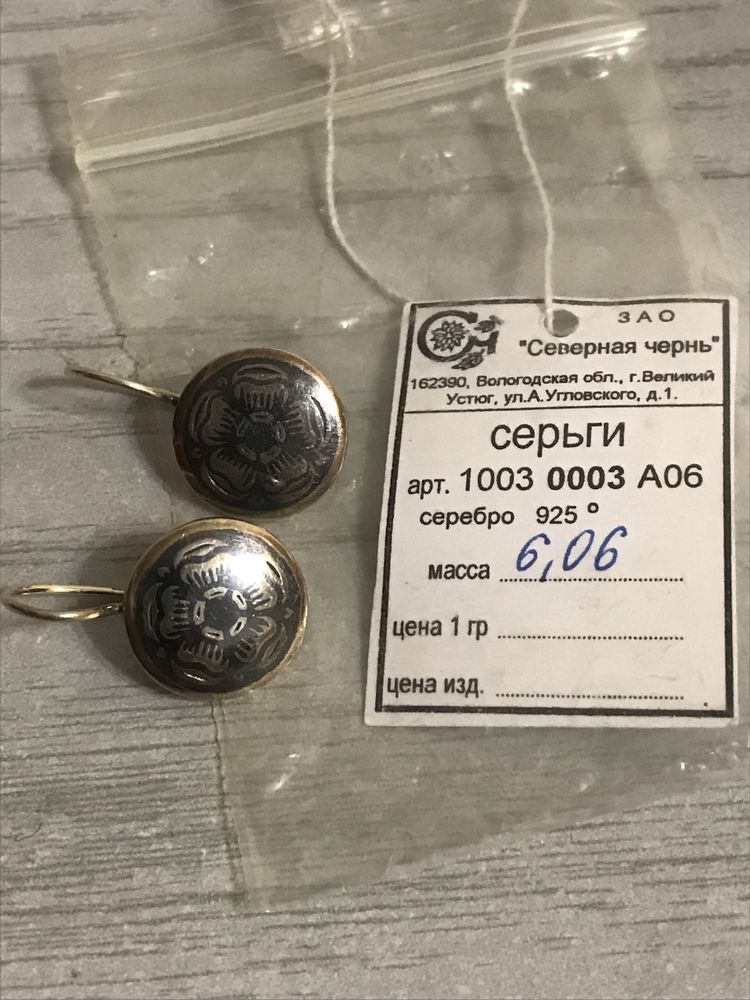 ЗАО
"Северная чернь"
162390, Вологодская обл., г.Великий
Устюг, ул.А.Угловского, д.1.
серьги
арт. 1003 0003 А06
серебро 925 °
масса 6,06
цена 1 гр
цена изд.